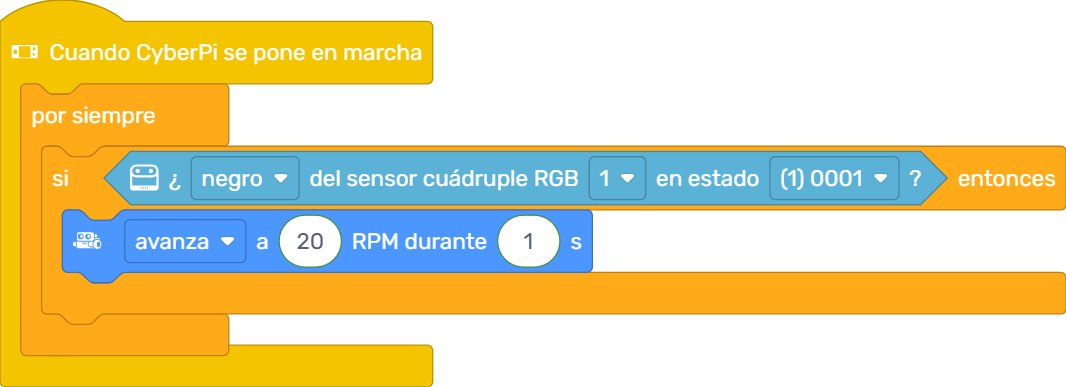 Cuando CyberPi se pone en marcha
por siempre
si ¿ negro del sensor cuádruple RGB 1 en estado (1) 0001 ? entonces
avanza a 20 RPM durante 1 s